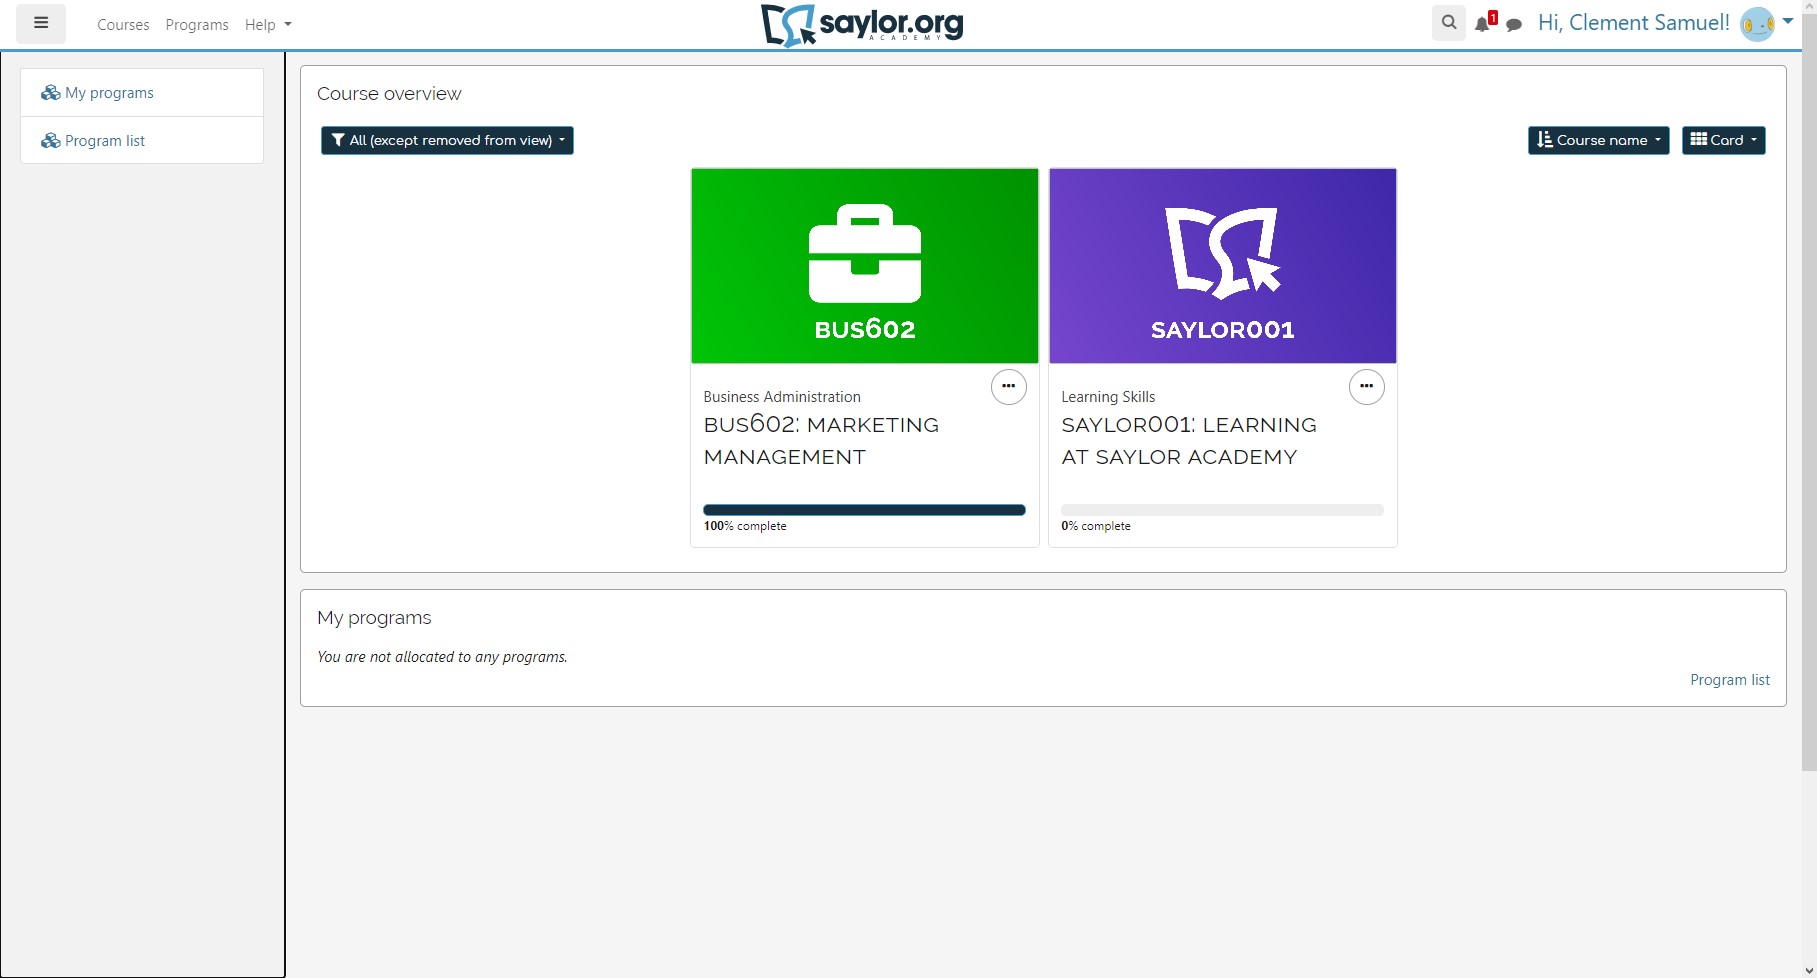 Courses Programs Help
saylor.org
ACADEMY
1
Hi, Clement Samuel!
My programs
Program list
Course overview
All (except removed from view)
Course name
Card
BUS602
Business Administration
BUS602: MARKETING
MANAGEMENT
100% complete
SAYLOR001
Learning Skills
SAYLOR001: LEARNING
AT SAYLOR ACADEMY
0% complete
My programs
You are not allocated to any programs.
Program list